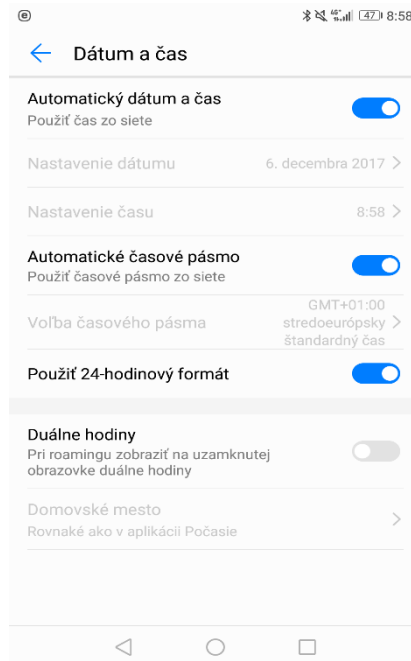 47 8:58
Dátum a čas
Automatický dátum a čas
Použiť čas zo siete
Nastavenie dátumu 6. decembra 2017
Nastavenie času 8:58
Automatické časové pásmo
Použiť časové pásmo zo siete
Voľba časového pásma GMT+01:00
stredoeurópsky
štandardný čas
Použiť 24-hodinový formát
Duálne hodiny
Pri roamingu zobraziť na uzamknutej
obrazovke duálne hodiny
Domovské mesto
Rovnaké ako v aplikácii Počasie